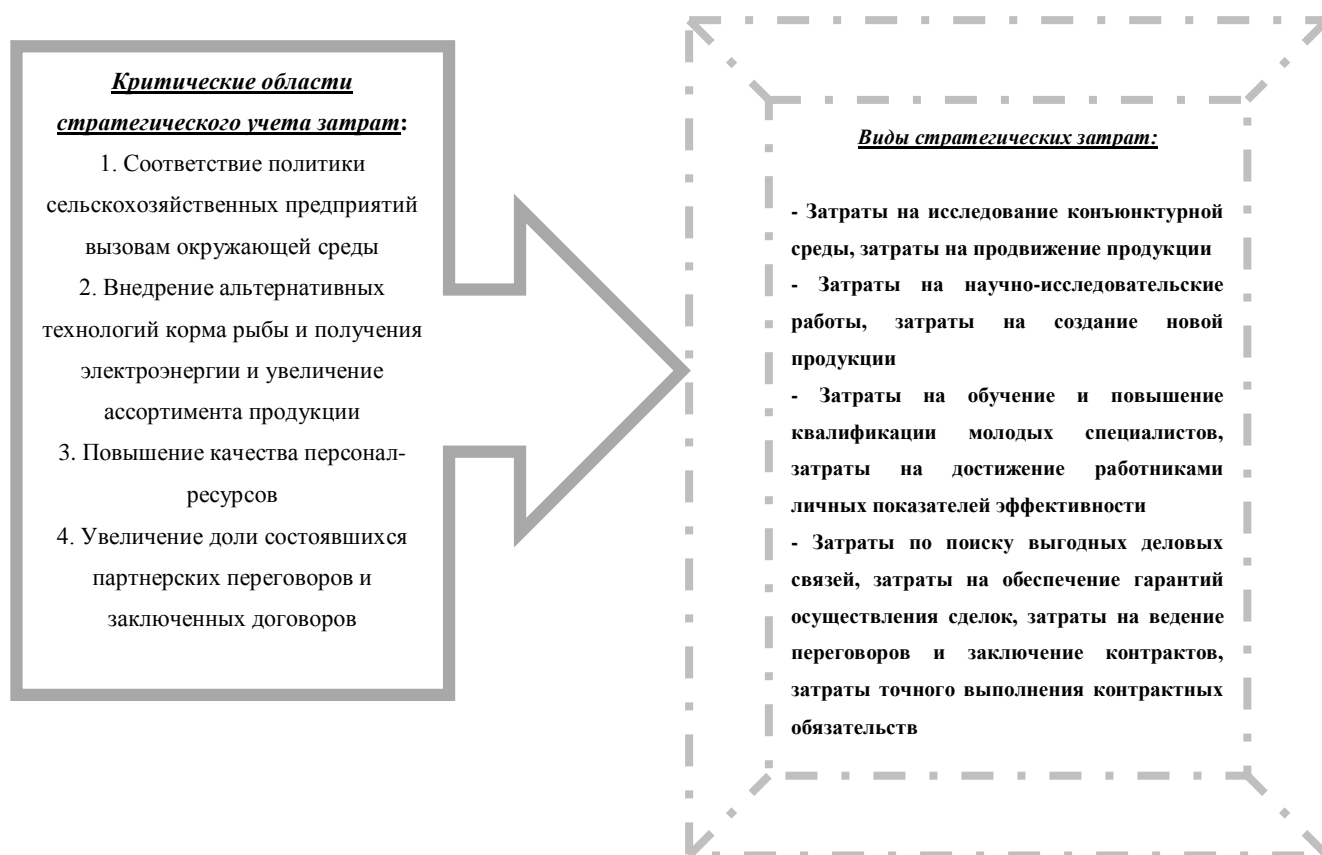 Критические области
стратегического учета затрат:
1. Соответствие политики
сельскохозяйственных предприятий
вызовам окружающей среды
2. Внедрение альтернативных
технологий корма рыбы и получения
электроэнергии и увеличение
ассортимента продукции
3. Повышение качества персонал-
ресурсов
4. Увеличение доли состоявшихся
партнерских переговоров и
заключенных договоров
Виды стратегических затрат:
- Затраты на исследование конъюнктурной
среды, затраты на продвижение продукции
- Затраты на научно-исследовательские
работы, затраты на создание новой
продукции
- Затраты на обучение и повышение
квалификации молодых специалистов,
затраты на достижение работниками
личных показателей эффективности
- Затраты по поиску выгодных деловых
связей, затраты на обеспечение гарантий
осуществления сделок, затраты на ведение
переговоров и заключение контрактов,
затраты точного выполнения контрактных
обязательств